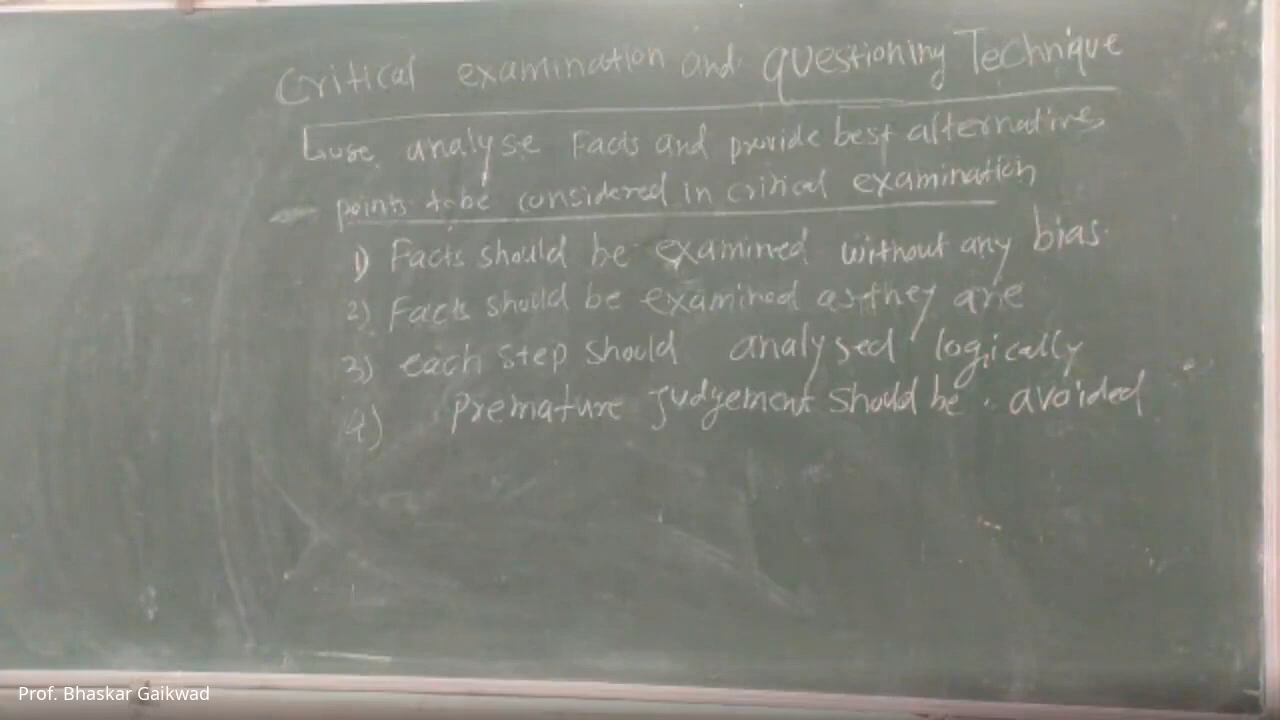 Critical examination and questioning Technique
use analyse Facts and provide best alternatives
points to be considered in critical examination
1) Facts should be examined without any bias.
2) Facts should be examined as they are
3) each step should analysed logically
4) premature judgement should be avoided
Prof. Bhaskar Gaikwad